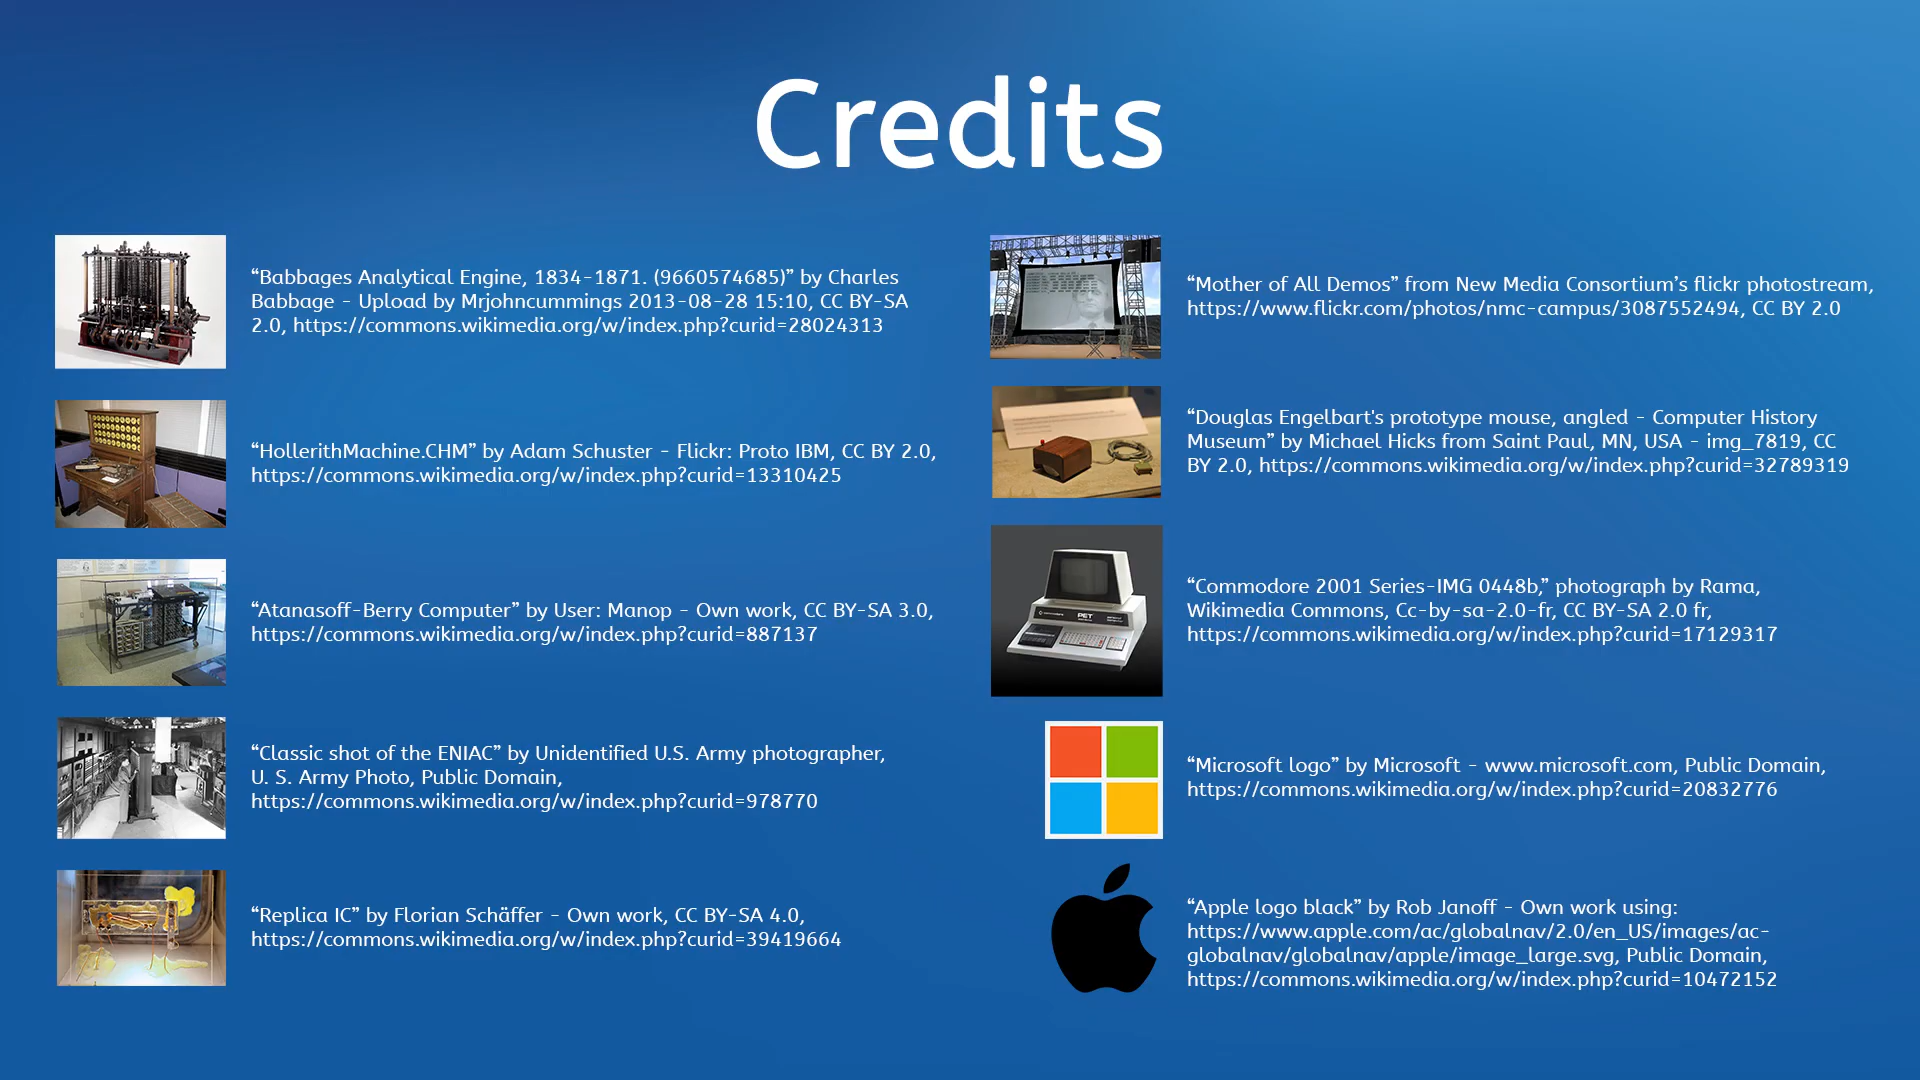 Credits
“Babbages Analytical Engine, 1834-1871. (9660574685)” by Charles
Babbage - Upload by Mrjohncummings 2013-08-28 15:10, CC BY-SA
2.0, https://commons.wikimedia.org/w/index.php?curid=28024313
“HollerithMachine.CHM” by Adam Schuster - Flickr: Proto IBM, CC BY 2.0,
https://commons.wikimedia.org/w/index.php?curid=13310425
“Atanasoff-Berry Computer” by User: Manop - Own work, CC BY-SA 3.0,
https://commons.wikimedia.org/w/index.php?curid=887137
“Classic shot of the ENIAC” by Unidentified U.S. Army photographer,
U. S. Army Photo, Public Domain,
https://commons.wikimedia.org/w/index.php?curid=978770
“Replica IC” by Florian Schäffer - Own work, CC BY-SA 4.0,
https://commons.wikimedia.org/w/index.php?curid=39419664
“Mother of All Demos” from New Media Consortium’s flickr photostream,
https://www.flickr.com/photos/nmc-campus/3087552494, CC BY 2.0
“Douglas Engelbart's prototype mouse, angled - Computer History
Museum” by Michael Hicks from Saint Paul, MN, USA - img_7819, CC
BY 2.0, https://commons.wikimedia.org/w/index.php?curid=32789319
PET
“Commodore 2001 Series-IMG 0448b,” photograph by Rama,
Wikimedia Commons, Cc-by-sa-2.0-fr, CC BY-SA 2.0 fr,
https://commons.wikimedia.org/w/index.php?curid=17129317
“Microsoft logo” by Microsoft - www.microsoft.com, Public Domain,
https://commons.wikimedia.org/w/index.php?curid=20832776
“Apple logo black” by Rob Janoff - Own work using:
https://www.apple.com/ac/globalnav/2.0/en_US/images/ac-
globalnav/globalnav/apple/image_large.svg, Public Domain,
https://commons.wikimedia.org/w/index.php?curid=10472152